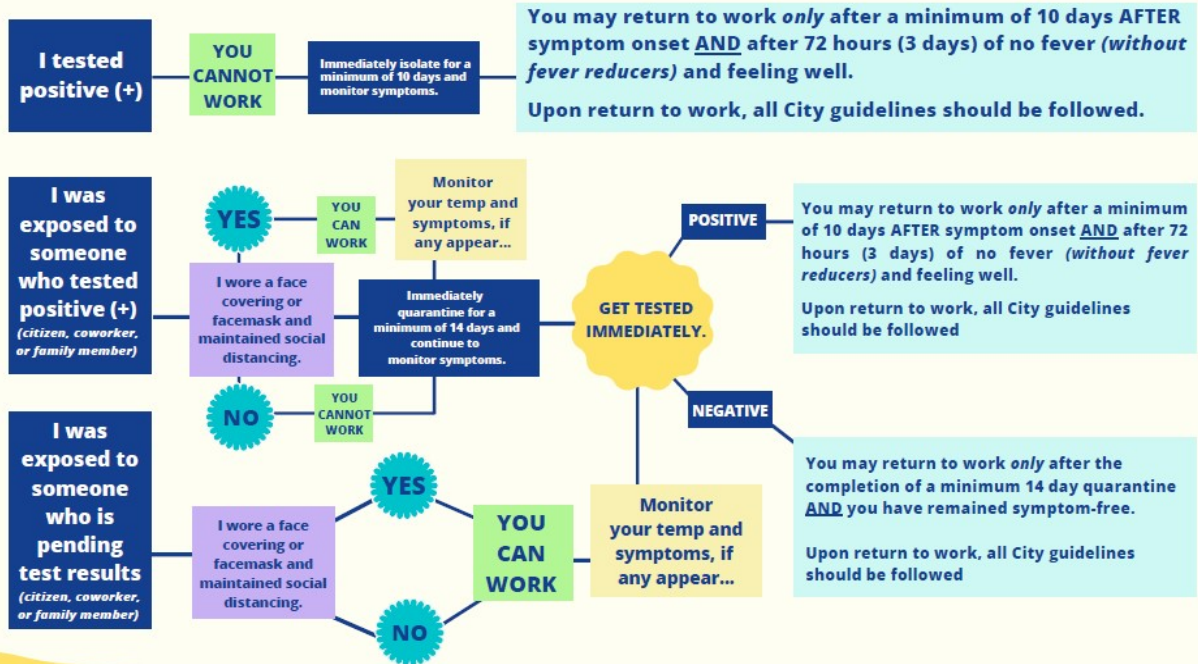 I tested
positive (+)
YOU
CANNOT
WORK
Immediately isolate for a
minimum of 10 days and
monitor symptoms.
You may return to work only after a minimum of 10 days AFTER
symptom onset AND after 72 hours (3 days) of no fever (without
fever reducers) and feeling well.
Upon return to work, all City guidelines should be followed.
I was
exposed to
someone
who tested
positive (+)
(citizen, coworker,
or family member)
YES
YOU
CAN
WORK
Monitor
your temp and
symptoms, if
any appear...
I wore a face
covering or
facemask and
maintained social
distancing.
Immediately
quarantine for a
minimum of 14 days and
continue to
monitor symptoms.
NO
YOU
CANNOT
WORK
GET TESTED
IMMEDIATELY.
POSITIVE
You may return to work only after a minimum
of 10 days AFTER symptom onset AND after 72
hours (3 days) of no fever (without fever
reducers) and feeling well.
Upon return to work, all City guidelines
should be followed
NEGATIVE
You may return to work only after the
completion of a minimum 14 day quarantine
AND you have remained symptom-free.
Upon return to work, all City guidelines
should be followed
I was
exposed to
someone
who is
pending
test results
(citizen, coworker,
or family member)
I wore a face
covering or
facemask and
maintained social
distancing.
YES
NO
YOU
CAN
WORK
Monitor
your temp and
symptoms, if
any appear...